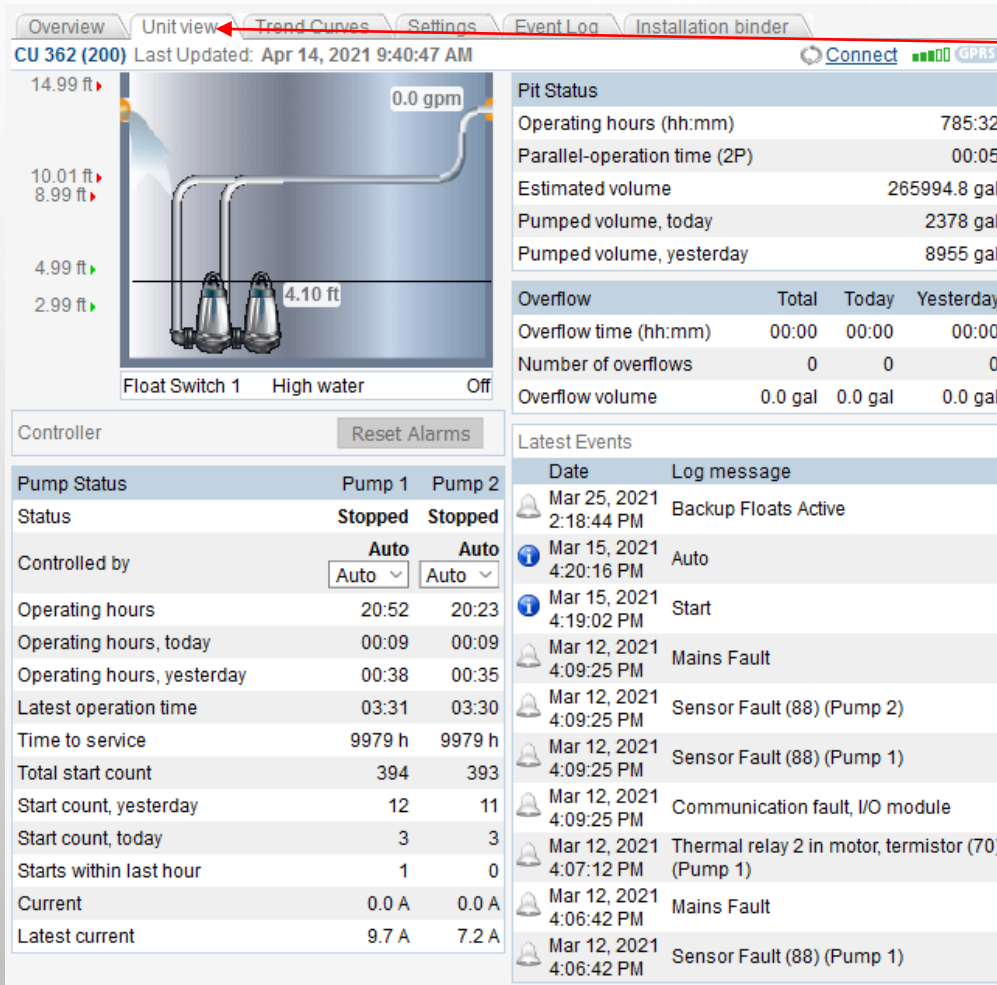 Overview Unit view Trend Curves Settings Event Log Installation binder
CU 362 (200) Last Updated: Apr 14, 2021 9:40:47 AM Connect GPRS
14.99 ft
0.0 gpm
10.01 ft
8.99 ft
4.99 ft
4.10 ft
2.99 ft
Float Switch 1 High water Off
Controller Reset Alarms
Pump Status Pump 1 Pump 2
Status Stopped Stopped
Controlled by Auto Auto
Auto Auto
Operating hours 20:52 20:23
Operating hours, today 00:09 00:09
Operating hours, yesterday 00:38 00:35
Latest operation time 03:31 03:30
Time to service 9979 h 9979 h
Total start count 394 393
Start count, yesterday 12 11
Start count, today 3 3
Starts within last hour 1 0
Current 0.0 A 0.0 A
Latest current 9.7 A 7.2 A
Pit Status
Operating hours (hh:mm) 785:32
Parallel-operation time (2P) 00:05
Estimated volume 265994.8 gal
Pumped volume, today 2378 gal
Pumped volume, yesterday 8955 gal
Overflow Total Today Yesterday
Overflow time (hh:mm) 00:00 00:00 00:00
Number of overflows 0 0 0
Overflow volume 0.0 gal 0.0 gal 0.0 gal
Latest Events
Date Log message
Mar 25, 2021 2:18:44 PM Backup Floats Active
Mar 15, 2021 4:20:16 PM Auto
Mar 15, 2021 4:19:02 PM Start
Mar 12, 2021 4:09:25 PM Mains Fault
Mar 12, 2021 4:09:25 PM Sensor Fault (88) (Pump 2)
Mar 12, 2021 4:09:25 PM Sensor Fault (88) (Pump 1)
Mar 12, 2021 4:09:25 PM Communication fault, I/O module
Mar 12, 2021 4:07:12 PM Thermal relay 2 in motor, termistor (70) (Pump 1)
Mar 12, 2021 4:06:42 PM Mains Fault
Mar 12, 2021 4:06:42 PM Sensor Fault (88) (Pump 1)